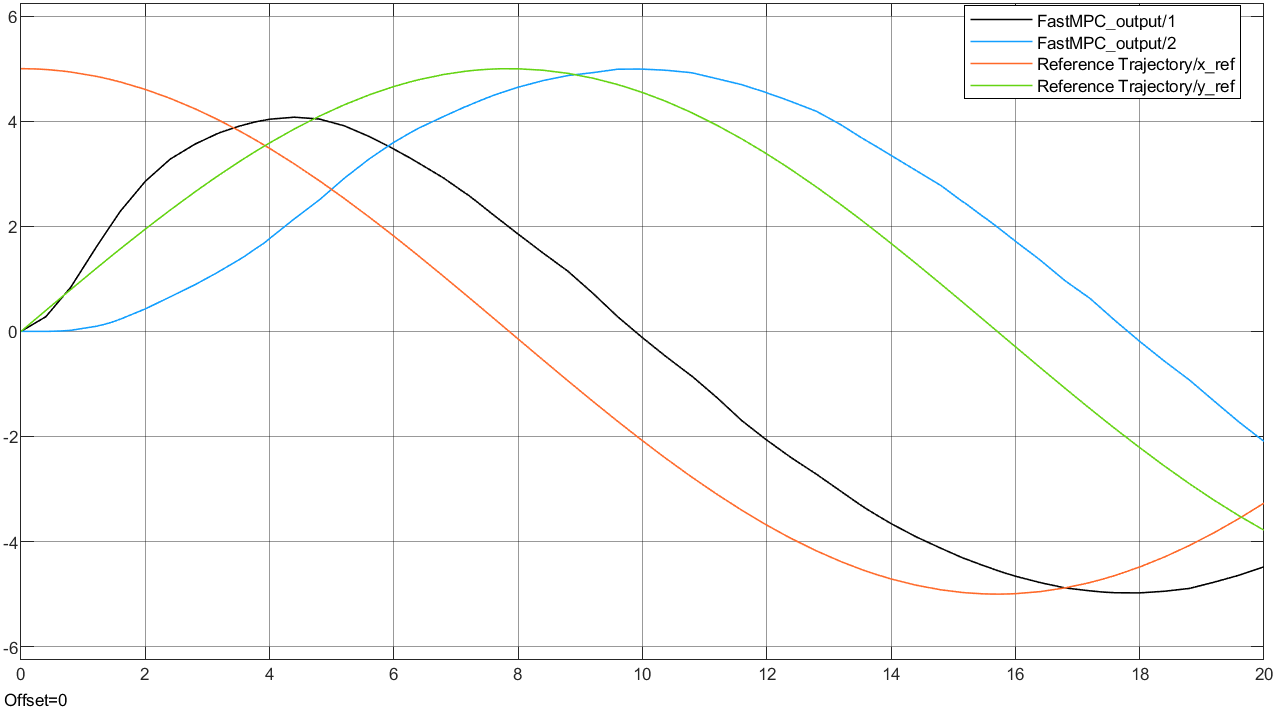 6
4
2
0
-2
-4
-6
FastMPC_output/1
FastMPC_output/2
Reference Trajectory/x_ref
Reference Trajectory/y_ref
0 2 4 6 8 10 12 14 16 18 20
Offset=0